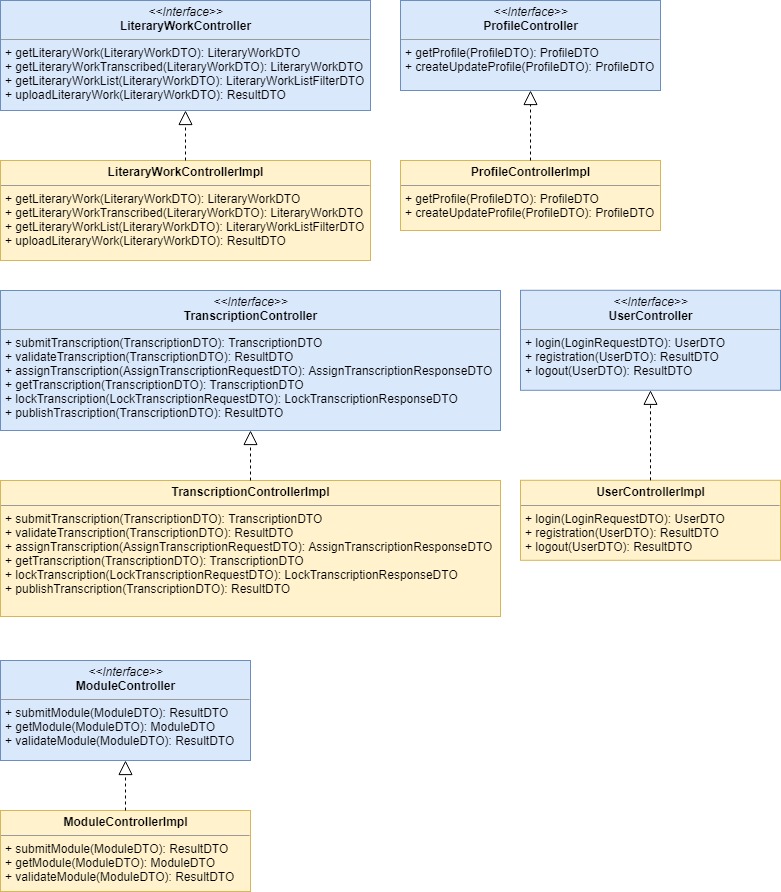 <<Interface>>
LiteraryWorkController
+ getLiteraryWork(LiteraryWorkDTO): LiteraryWorkDTO
+ getLiteraryWorkTranscribed(LiteraryWorkDTO): LiteraryWorkDTO
+ getLiteraryWorkList(LiteraryWorkDTO): LiteraryWorkListFilterDTO
+ uploadLiteraryWork(LiteraryWorkDTO): ResultDTO
<<Interface>>
ProfileController
+ getProfile(ProfileDTO): ProfileDTO
+ createUpdateProfile(ProfileDTO): ProfileDTO
LiteraryWorkControllerImpl
+ getLiteraryWork(LiteraryWorkDTO): LiteraryWorkDTO
+ getLiteraryWorkTranscribed(LiteraryWorkDTO): LiteraryWorkDTO
+ getLiteraryWorkList(LiteraryWorkDTO): LiteraryWorkListFilterDTO
+ uploadLiteraryWork(LiteraryWorkDTO): ResultDTO
ProfileControllerImpl
+ getProfile(ProfileDTO): ProfileDTO
+ createUpdateProfile(ProfileDTO): ProfileDTO
<<Interface>>
TranscriptionController
+ submitTranscription(TranscriptionDTO): TranscriptionDTO
+ validateTranscription(TranscriptionDTO): ResultDTO
+ assignTranscription(AssignTranscriptionRequestDTO): AssignTranscriptionResponseDTO
+ getTranscription(TranscriptionDTO): TranscriptionDTO
+ lockTranscription(LockTranscriptionRequestDTO): LockTranscriptionResponseDTO
+ publishTrascription(TranscriptionDTO): ResultDTO
<<Interface>>
UserController
+ login(LoginRequestDTO): UserDTO
+ registration(UserDTO): ResultDTO
+ logout(UserDTO): ResultDTO
TranscriptionControllerImpl
+ submitTranscription(TranscriptionDTO): TranscriptionDTO
+ validateTranscription(TranscriptionDTO): ResultDTO
+ assignTranscription(AssignTranscriptionRequestDTO): AssignTranscriptionResponseDTO
+ getTranscription(TranscriptionDTO): TranscriptionDTO
+ lockTranscription(LockTranscriptionRequestDTO): LockTranscriptionResponseDTO
+ publishTranscription(TranscriptionDTO): ResultDTO
UserControllerImpl
+ login(LoginRequestDTO): UserDTO
+ registration(UserDTO): ResultDTO
+ logout(UserDTO): ResultDTO
<<Interface>>
ModuleController
+ submitModule(ModuleDTO): ResultDTO
+ getModule(ModuleDTO): ModuleDTO
+ validateModule(ModuleDTO): ResultDTO
ModuleControllerImpl
+ submitModule(ModuleDTO): ResultDTO
+ getModule(ModuleDTO): ModuleDTO
+ validateModule(ModuleDTO): ResultDTO